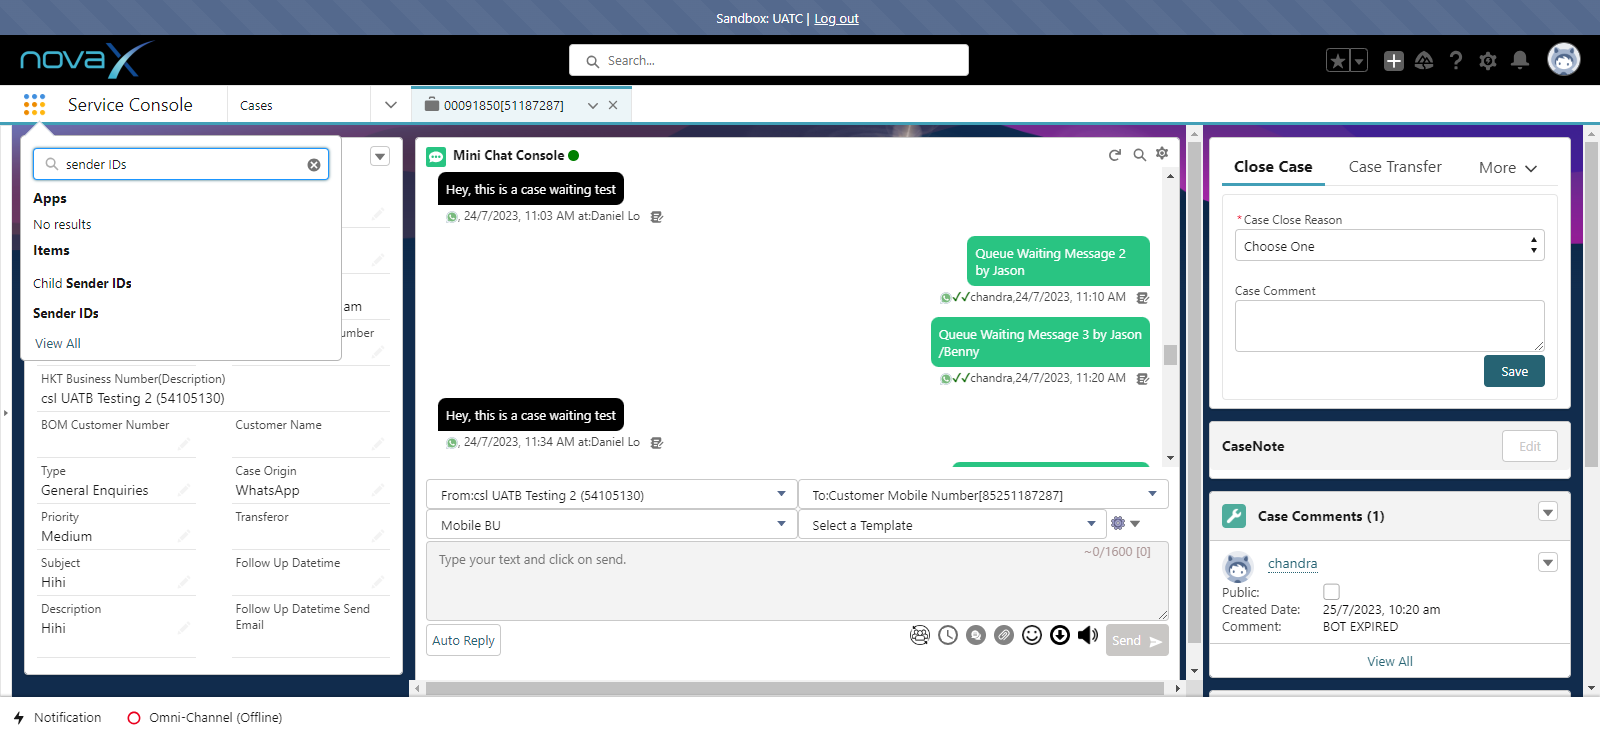 Sandbox: UATC | Log out
novaX
Search...
Service Console
Cases
00091850[51187287]
sender IDs
Apps
No results
Items
Child Sender IDs
Sender IDs
View All
am
umber
HKT Business Number(Description)
csl UATB Testing 2 (54105130)
BOM Customer Number
Customer Name
Type
General Enquiries
Case Origin
WhatsApp
Priority
Medium
Transferor
Subject
Hihi
Follow Up Datetime
Description
Hihi
Follow Up Datetime Send
Email
Mini Chat Console
Hey, this is a case waiting test
, 24/7/2023, 11:03 AM at:Daniel Lo
Queue Waiting Message 2
by Jason
chandra,24/7/2023, 11:10 AM
Queue Waiting Message 3 by Jason
/Benny
chandra,24/7/2023, 11:20 AM
Hey, this is a case waiting test
, 24/7/2023, 11:34 AM at:Daniel Lo
From:csl UATB Testing 2 (54105130)
To:Customer Mobile Number[85251187287]
Mobile BU
Select a Template
Type your text and click on send.
~0/1600 [0]
Auto Reply
Send
Close Case
Case Transfer
More
*Case Close Reason
Choose One
Case Comment
Save
CaseNote
Edit
Case Comments (1)
chandra
Public:
Created Date:
25/7/2023, 10:20 am
Comment:
BOT EXPIRED
View All
Notification
Omni-Channel (Offline)